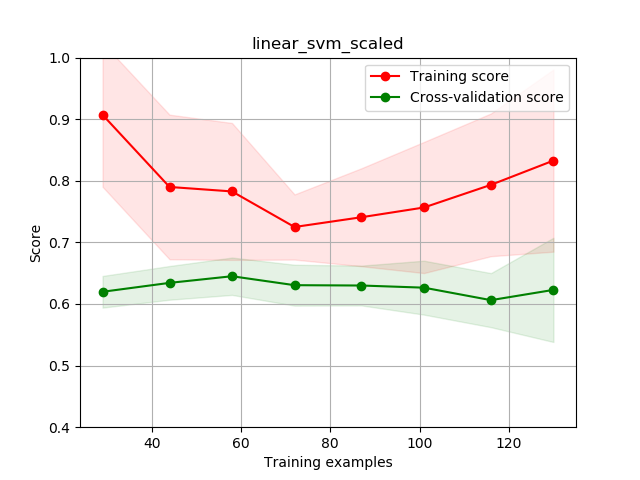 linear_svm_scaled
Training score
Cross-validation score
Score
1.0
0.9
0.8
0.7
0.6
0.5
0.4
40 60 80 100 120
Training examples